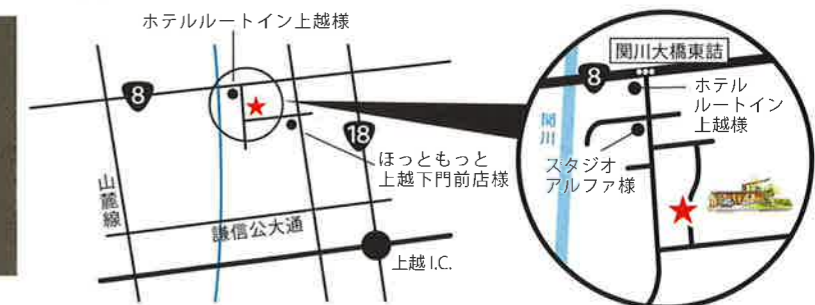 ホテルルートイン上越様
8
18
ほっともっと
上越下門前店様
山麓線
謙信公大通
上越 I.C.
関川大橋東詰
8
ホテル
ルートイン
上越様
関川
スタジオ
アルファ様